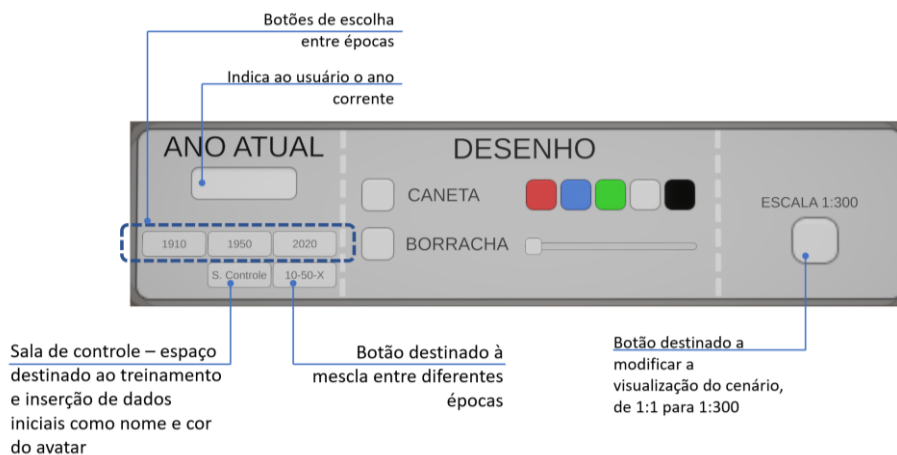 Botões de escolha
entre épocas
Indica ao usuário o ano
corrente
ANO ATUAL
DESENHO
CANETA
ESCALA 1:300
BORRACHA
1910
1950
2020
S. Controle
10-50-X
Sala de controle – espaço
destinado ao treinamento
e inserção de dados
iniciais como nome e cor
do avatar
Botão destinado à
mescla entre diferentes
épocas
Botão destinado a
modificar a
visualização do cenário,
de 1:1 para 1:300